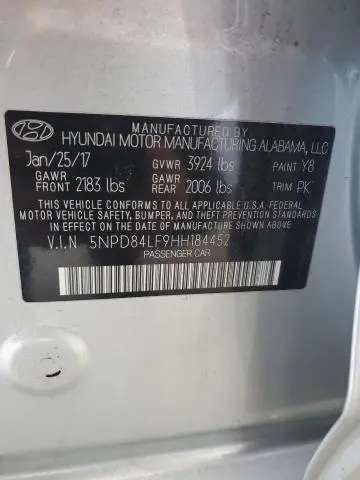 MANUFACTURED BY
HYUNDAI MOTOR MANUFACTURING ALABAMA, LLC
Jan/25/17 GVWR 3924 lbs PAINT Y8
GAWR FRONT 2183 lbs GAWR REAR 2006 lbs TRIM PK
THIS VEHICLE CONFORMS TO ALL APPLICABLE U.S.A. FEDERAL
MOTOR VEHICLE SAFETY, BUMPER, AND THEFT PREVENTION
STANDARDS IN EFFECT ON THE DATE OF MANUFACTURE SHOWN ABOVE.
V.I.N 5NPD84LF9HH184452
PASSENGER CAR